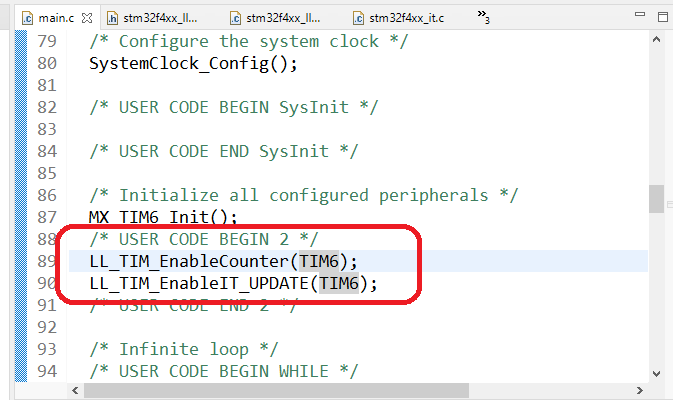 main.c stm32f4xx_ll... stm32f4xx_ll... stm32f4xx_it.c »3
79 /* Configure the system clock */
80 SystemClock_Config();
81
82 /* USER CODE BEGIN SysInit */
83
84 /* USER CODE END SysInit */
85
86 /* Initialize all configured peripherals */
87 MX_TIM6_Init();
88 /* USER CODE BEGIN 2 */
89 LL_TIM_EnableCounter(TIM6);
90 LL_TIM_EnableIT_UPDATE(TIM6);
91 /* USER CODE END 2 */
92
93 /* Infinite loop */
94 /* USER CODE BEGIN WHILE */